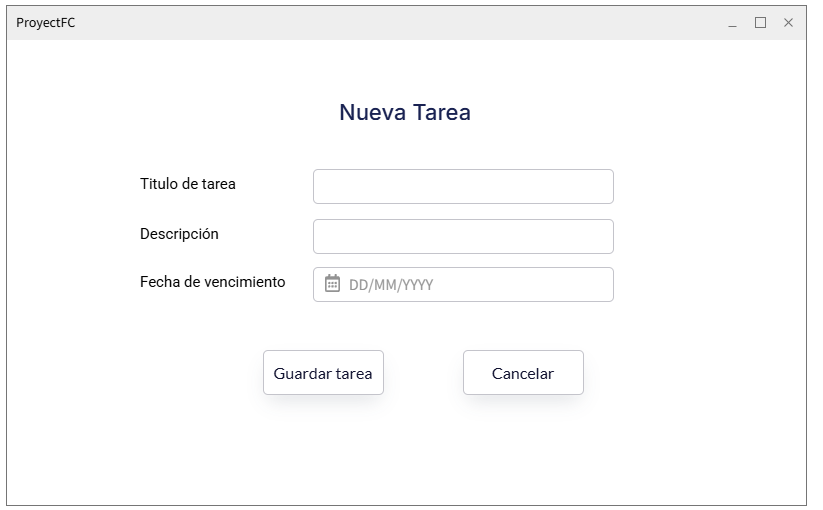 ProyectFC
Nueva Tarea
Titulo de tarea
Descripción
Fecha de vencimiento
DD/MM/YYYY
Guardar tarea
Cancelar